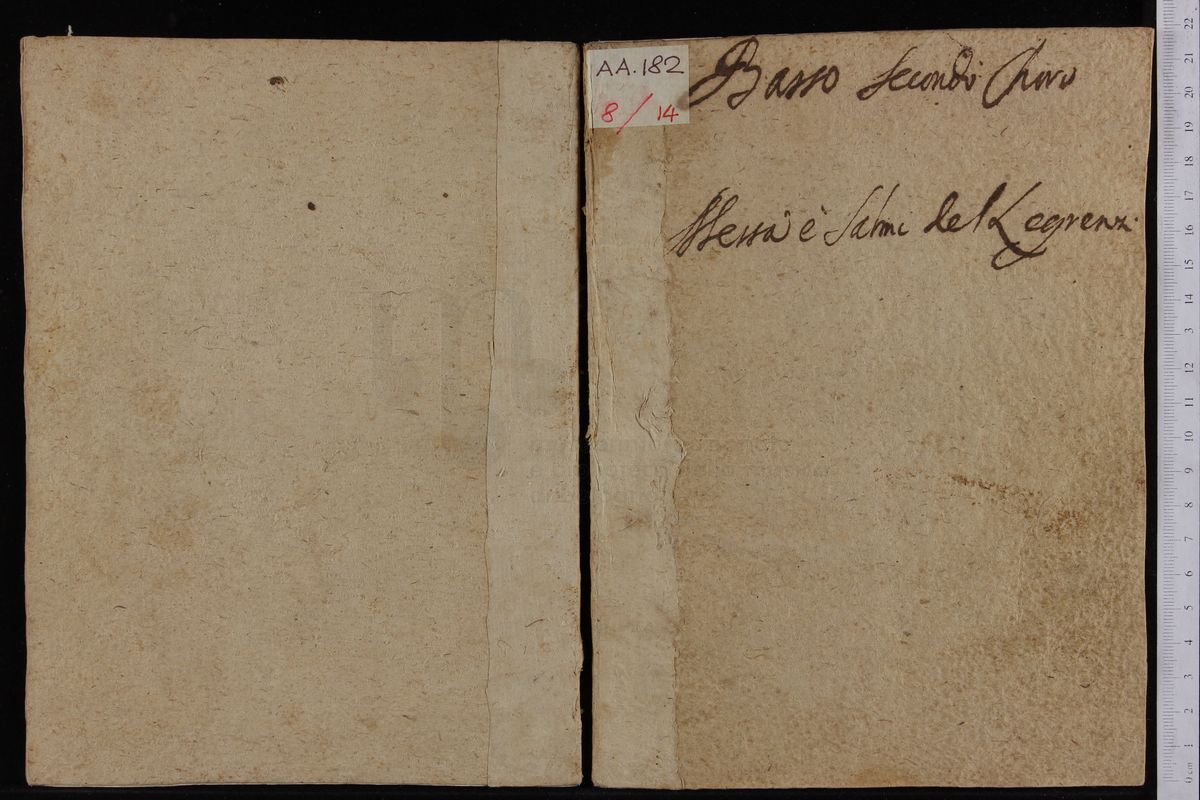 AA.182
8/14
Basso Secondo Choro
Messa è Salmi del Legrenzi